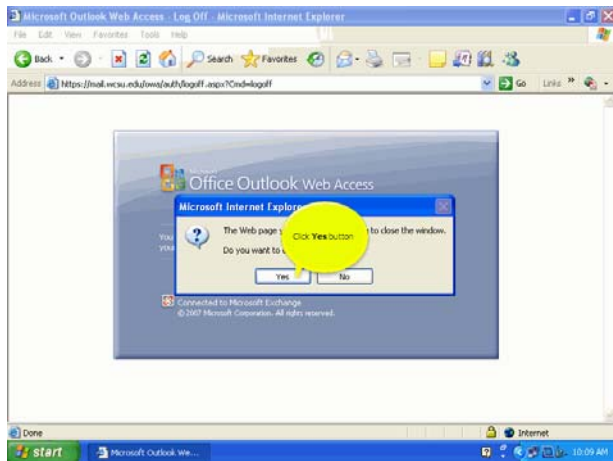 Microsoft Outlook Web Access - Log Off - Microsoft Internet Explorer
File Edit View Favorites Tools Help
Back Search Favorites
Address https://mail.wcsu.edu/owa/auth/logoff.aspx?Cmd=logoff Go Links »
Microsoft
Office Outlook Web Access
Microsoft Internet Explorer
The Web page to close the window.
Click Yes button
You
Do you want to
you
Yes No
Connected to Microsoft Exchange
© 2007 Microsoft Corporation. All rights reserved.
Done Internet
start Microsoft Outlook We... 10:09 AM